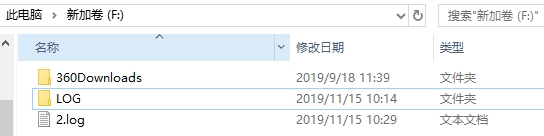 此电脑 > 新加卷 (F:) 搜索"新加卷 (F:)"
名称 修改日期 类型
360Downloads 2019/9/18 11:39 文件夹
LOG 2019/11/15 10:14 文件夹
2.log 2019/11/15 10:29 文本文档